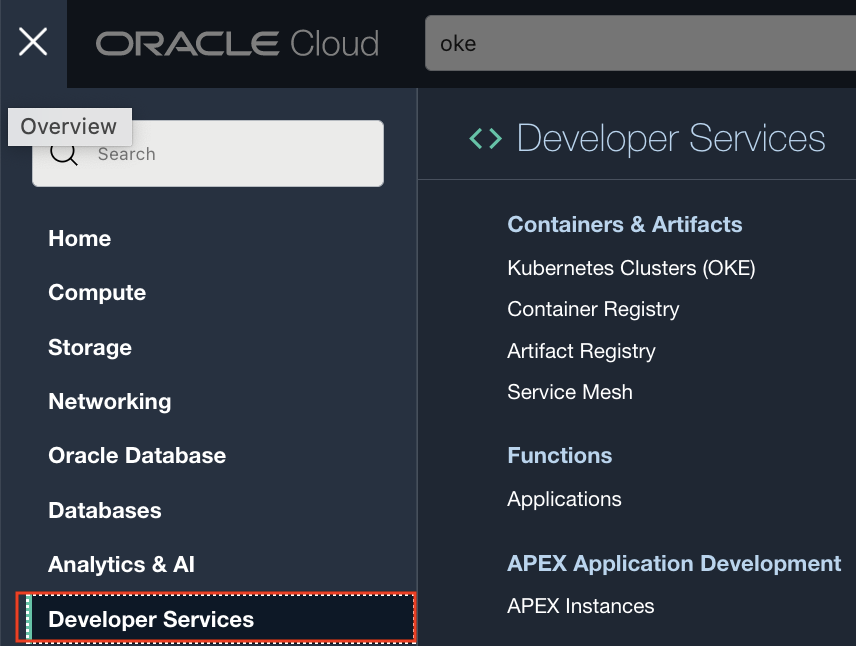 ORACLE Cloud
oke
Overview
Search
Home
Compute
Storage
Networking
Oracle Database
Databases
Analytics & AI
Developer Services
Developer Services
Containers & Artifacts
Kubernetes Clusters (OKE)
Container Registry
Artifact Registry
Service Mesh
Functions
Applications
APEX Application Development
APEX Instances